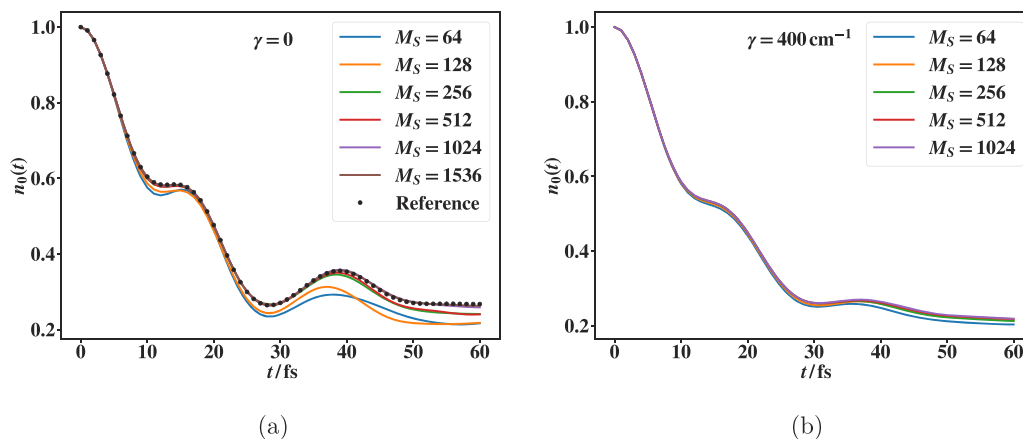 γ = 0
M_S = 64
M_S = 128
M_S = 256
M_S = 512
M_S = 1024
M_S = 1536
Reference
1.0
0.8
0.6
0.4
0.2
n₀(t)
0 10 20 30 40 50 60
t/fs
(a)
γ = 400 cm⁻¹
M_S = 64
M_S = 128
M_S = 256
M_S = 512
M_S = 1024
1.0
0.8
0.6
0.4
0.2
n₀(t)
0 10 20 30 40 50 60
t/fs
(b)